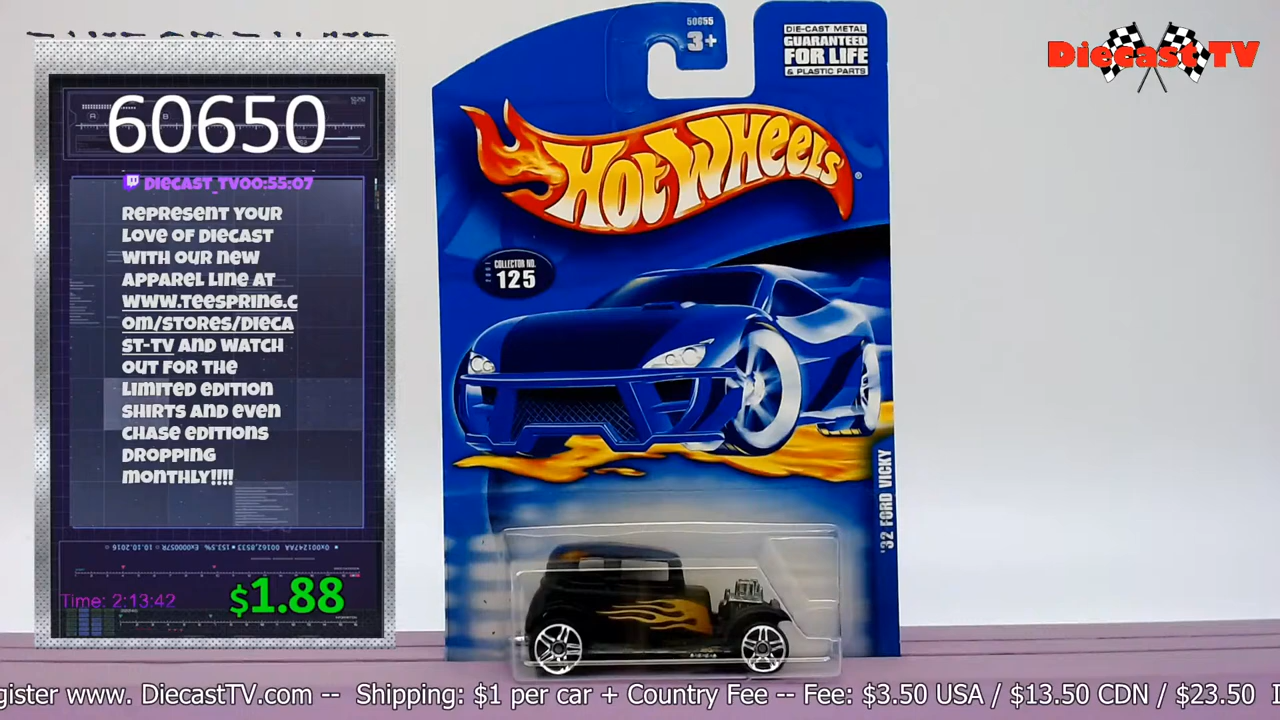 60650
DIECAST_TV00:55:07
REPRESENT YOUR
LOVE OF DIECAST
WITH OUR NEW
APPAREL LINE AT
WWW.TEESPRING.C
OM/STORES/DIECA
ST-TV AND WATCH
OUT FOR THE
LIMITED EDITION
SHIRTS AND EVEN
CHASE EDITIONS
DROPPING
MONTHLY!!!!
Time: 2:13:42
$1.88
50655
3+
DIE-CAST METAL
GUARANTEED
FOR LIFE
& PLASTIC PARTS
HOT WHEELS
®
COLLECTOR NO.
125
'32 FORD VICKY
Diecast TV
gister www. DiecastTV.com -- Shipping: $1 per car + Country Fee -- Fee: $3.50 USA / $13.50 CDN / $23.50